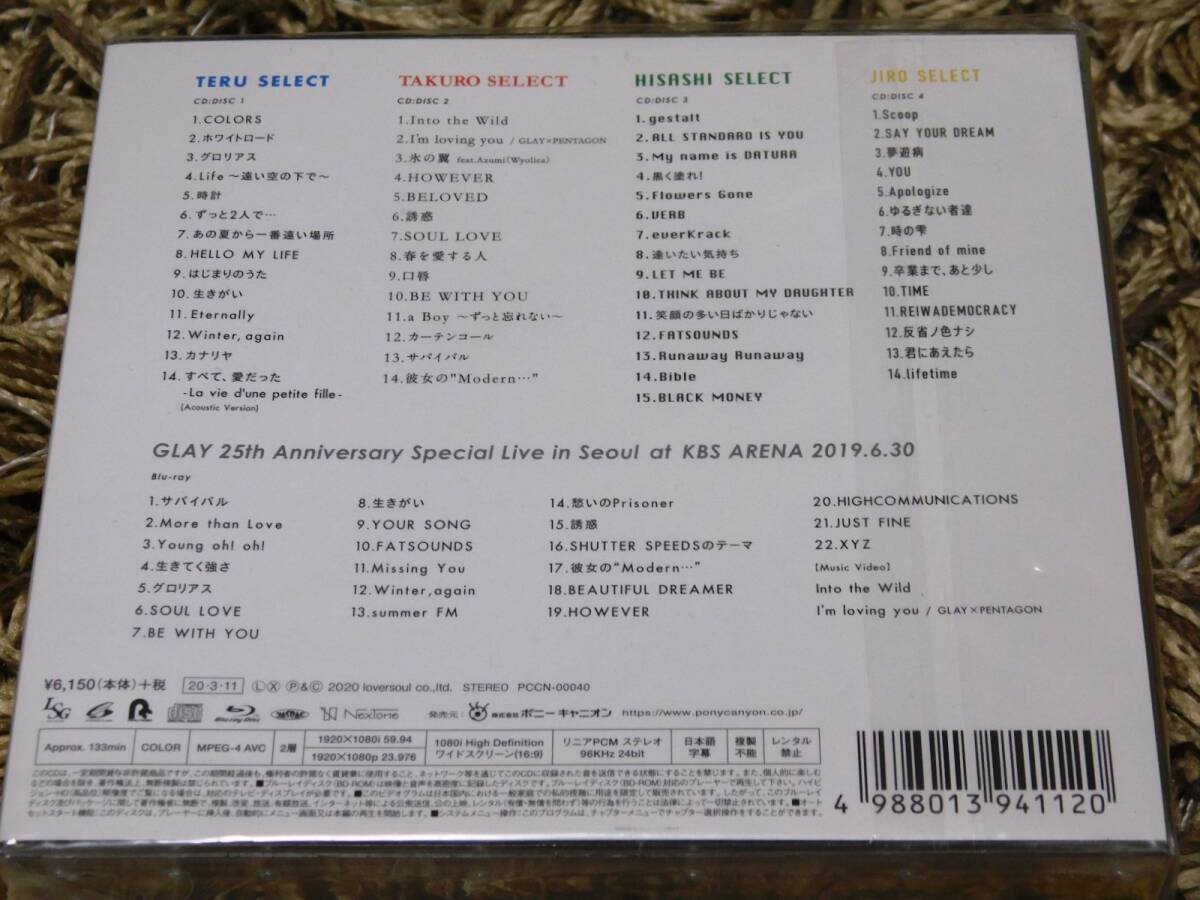 TERU SELECT
CD:DISC 1
1.COLORS
2.ホワイトロード
3.グロリアス
4.Life ～遠い空の下で～
5.時計
6.ずっと2人で…
7.あの夏から一番遠い場所
8.HELLO MY LIFE
9.はじまりのうた
10.生きがい
11.Eternally
12.Winter,again
13.カナリヤ
14.すべて、愛だった
-La vie d'une petite fille-
(Acoustic Version)
TAKURO SELECT
CD:DISC 2
1.Into the Wild
2.I'm loving you / GLAY×PENTAGON
3.氷の翼 feat.Azumi(Wyolica)
4.HOWEVER
5.BELOVED
6.誘惑
7.SOUL LOVE
8.春を愛する人
9.口唇
10.BE WITH YOU
11.a Boy ～ずっと忘れない～
12.カーテンコール
13.サバイバル
14.彼女の"Modern…"
HISASHI SELECT
CD:DISC 3
1.gestalt
2.ALL STANDARD IS YOU
3.My name is DATURA
4.黒く塗れ!
5.Flowers Gone
6.VERB
7.everKrack
8.逢いたい気持ち
9.LET ME BE
10.THINK ABOUT MY DAUGHTER
11.笑顔の多い日ばかりじゃない
12.FATSOUNDS
13.Runaway Runaway
14.Bible
15.BLACK MONEY
JIRO SELECT
CD:DISC 4
1.Scoop
2.SAY YOUR DREAM
3.夢遊病
4.YOU
5.Apologize
6.ゆるぎない者達
7.時の雫
8.Friend of mine
9.卒業まで、あと少し
10.TIME
11.REIWADEMOCRACY
12.反省ノ色ナシ
13.君にあえたら
14.lifetime
GLAY 25th Anniversary Special Live in Seoul at KBS ARENA 2019.6.30
Blu-ray
1.サバイバル
2.More than Love
3.Young oh! oh!
4.生きてく強さ
5.グロリアス
6.SOUL LOVE
7.BE WITH YOU
8.生きがい
9.YOUR SONG
10.FATSOUNDS
11.Missing You
12.Winter,again
13.summer FM
14.愁いのPrisoner
15.誘惑
16.SHUTTER SPEEDSのテーマ
17.彼女の"Modern…"
18.BEAUTIFUL DREAMER
19.HOWEVER
20.HIGHCOMMUNICATIONS
21.JUST FINE
22.XYZ
[Music Video]
Into the Wild
I'm loving you / GLAY×PENTAGON
¥6,150(本体)+税 20・3・11 Ⓛ Ⓧ Ⓟ&Ⓒ 2020 loversoul co.,ltd. STEREO PCCN-00040
LSG Blu-ray Disc NexTone 発売元: 株式会社ポニーキャニオン https://www.ponycanyon.co.jp/
Approx. 133min COLOR MPEG-4 AVC 2層 1920×1080i 59.94 1920×1080p 23.976 1080i High Definition ワイドスクリーン(16:9) リニアPCM ステレオ 96KHz 24bit 日本語字幕 複製不能 レンタル禁止
4 988013 941120